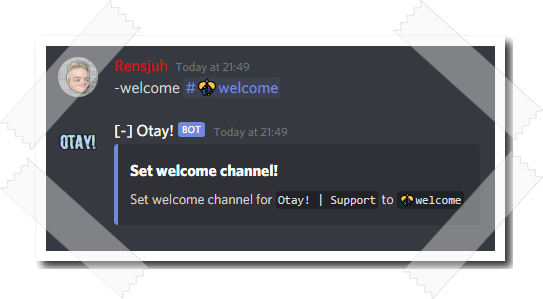 Rensjuh Today at 21:49
-welcome #🐝welcome
OTAY!
[-] Otay! BOT Today at 21:49
Set welcome channel!
Set welcome channel for Otay! | Support to 🐝welcome